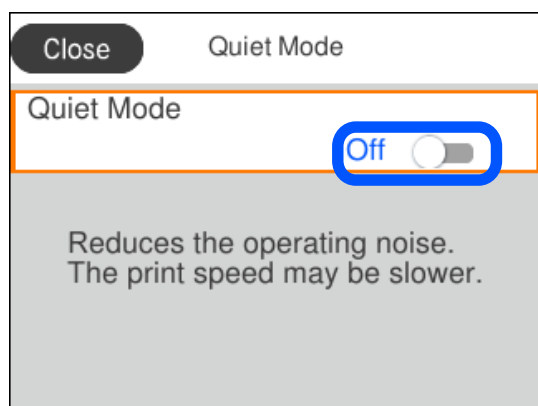 Close Quiet Mode
Quiet Mode
Off
Reduces the operating noise.
The print speed may be slower.